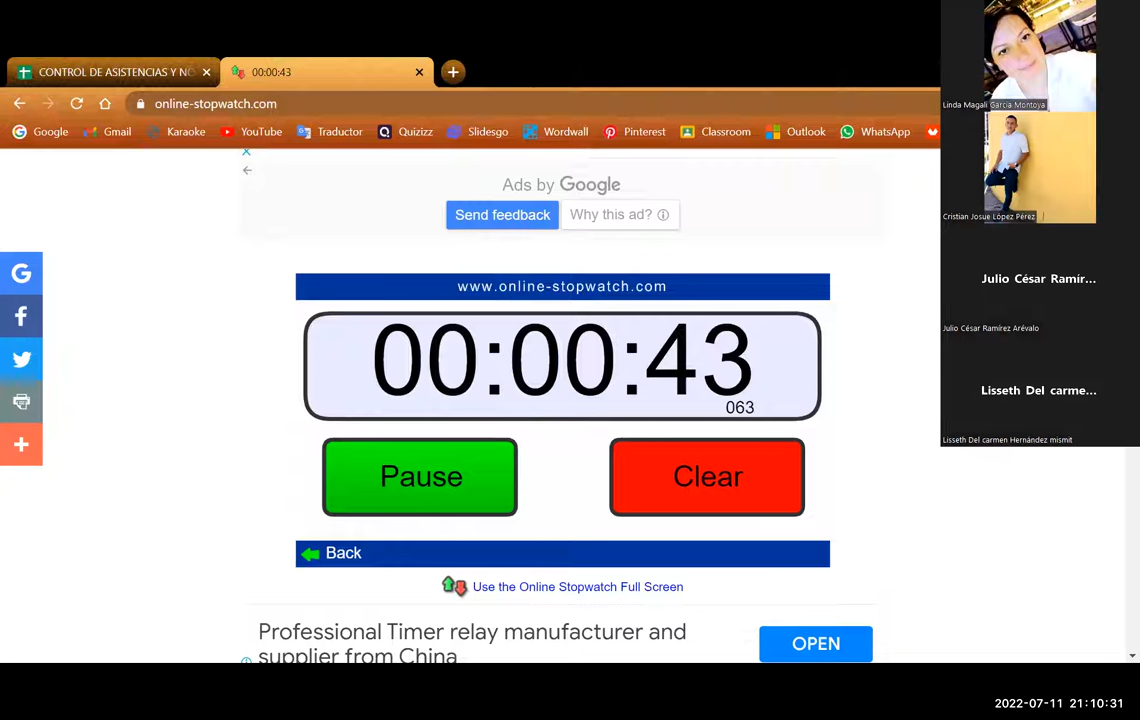 CONTROL DE ASISTENCIAS Y NO
00:00:43
online-stopwatch.com
Google
Gmail
Karaoke
YouTube
Traductor
Quizizz
Slidesgo
Wordwall
Pinterest
Classroom
Outlook
WhatsApp
Ads by Google
Send feedback
Why this ad?
www.online-stopwatch.com
00:00:43
063
Pause
Clear
Back
Use the Online Stopwatch Full Screen
Professional Timer relay manufacturer and
supplier from China
OPEN
Linda Magali Garcia Montoya
Cristian Josue López Pérez
Julio César Ramír...
Julio César Ramírez Arévalo
Lisseth Del carme...
Lisseth Del carmen Hernández mismit
2022-07-11 21:10:31